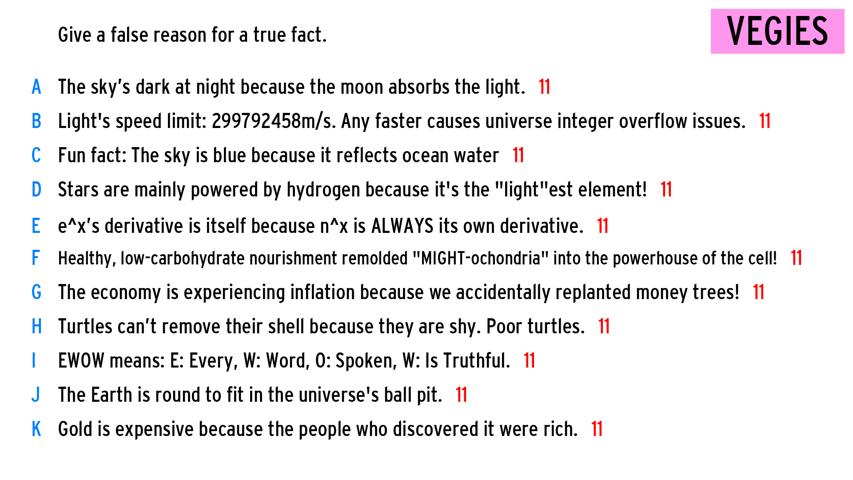 Give a false reason for a true fact.
VEGIES
A The sky's dark at night because the moon absorbs the light. 11
B Light's speed limit: 299792458m/s. Any faster causes universe integer overflow issues. 11
C Fun fact: The sky is blue because it reflects ocean water 11
D Stars are mainly powered by hydrogen because it's the "light"est element! 11
E e^x's derivative is itself because n^x is ALWAYS its own derivative. 11
F Healthy, low-carbohydrate nourishment remolded "MIGHT-ochondria" into the powerhouse of the cell! 11
G The economy is experiencing inflation because we accidentally replanted money trees! 11
H Turtles can't remove their shell because they are shy. Poor turtles. 11
I EWOW means: E: Every, W: Word, O: Spoken, W: Is Truthful. 11
J The Earth is round to fit in the universe's ball pit. 11
K Gold is expensive because the people who discovered it were rich. 11